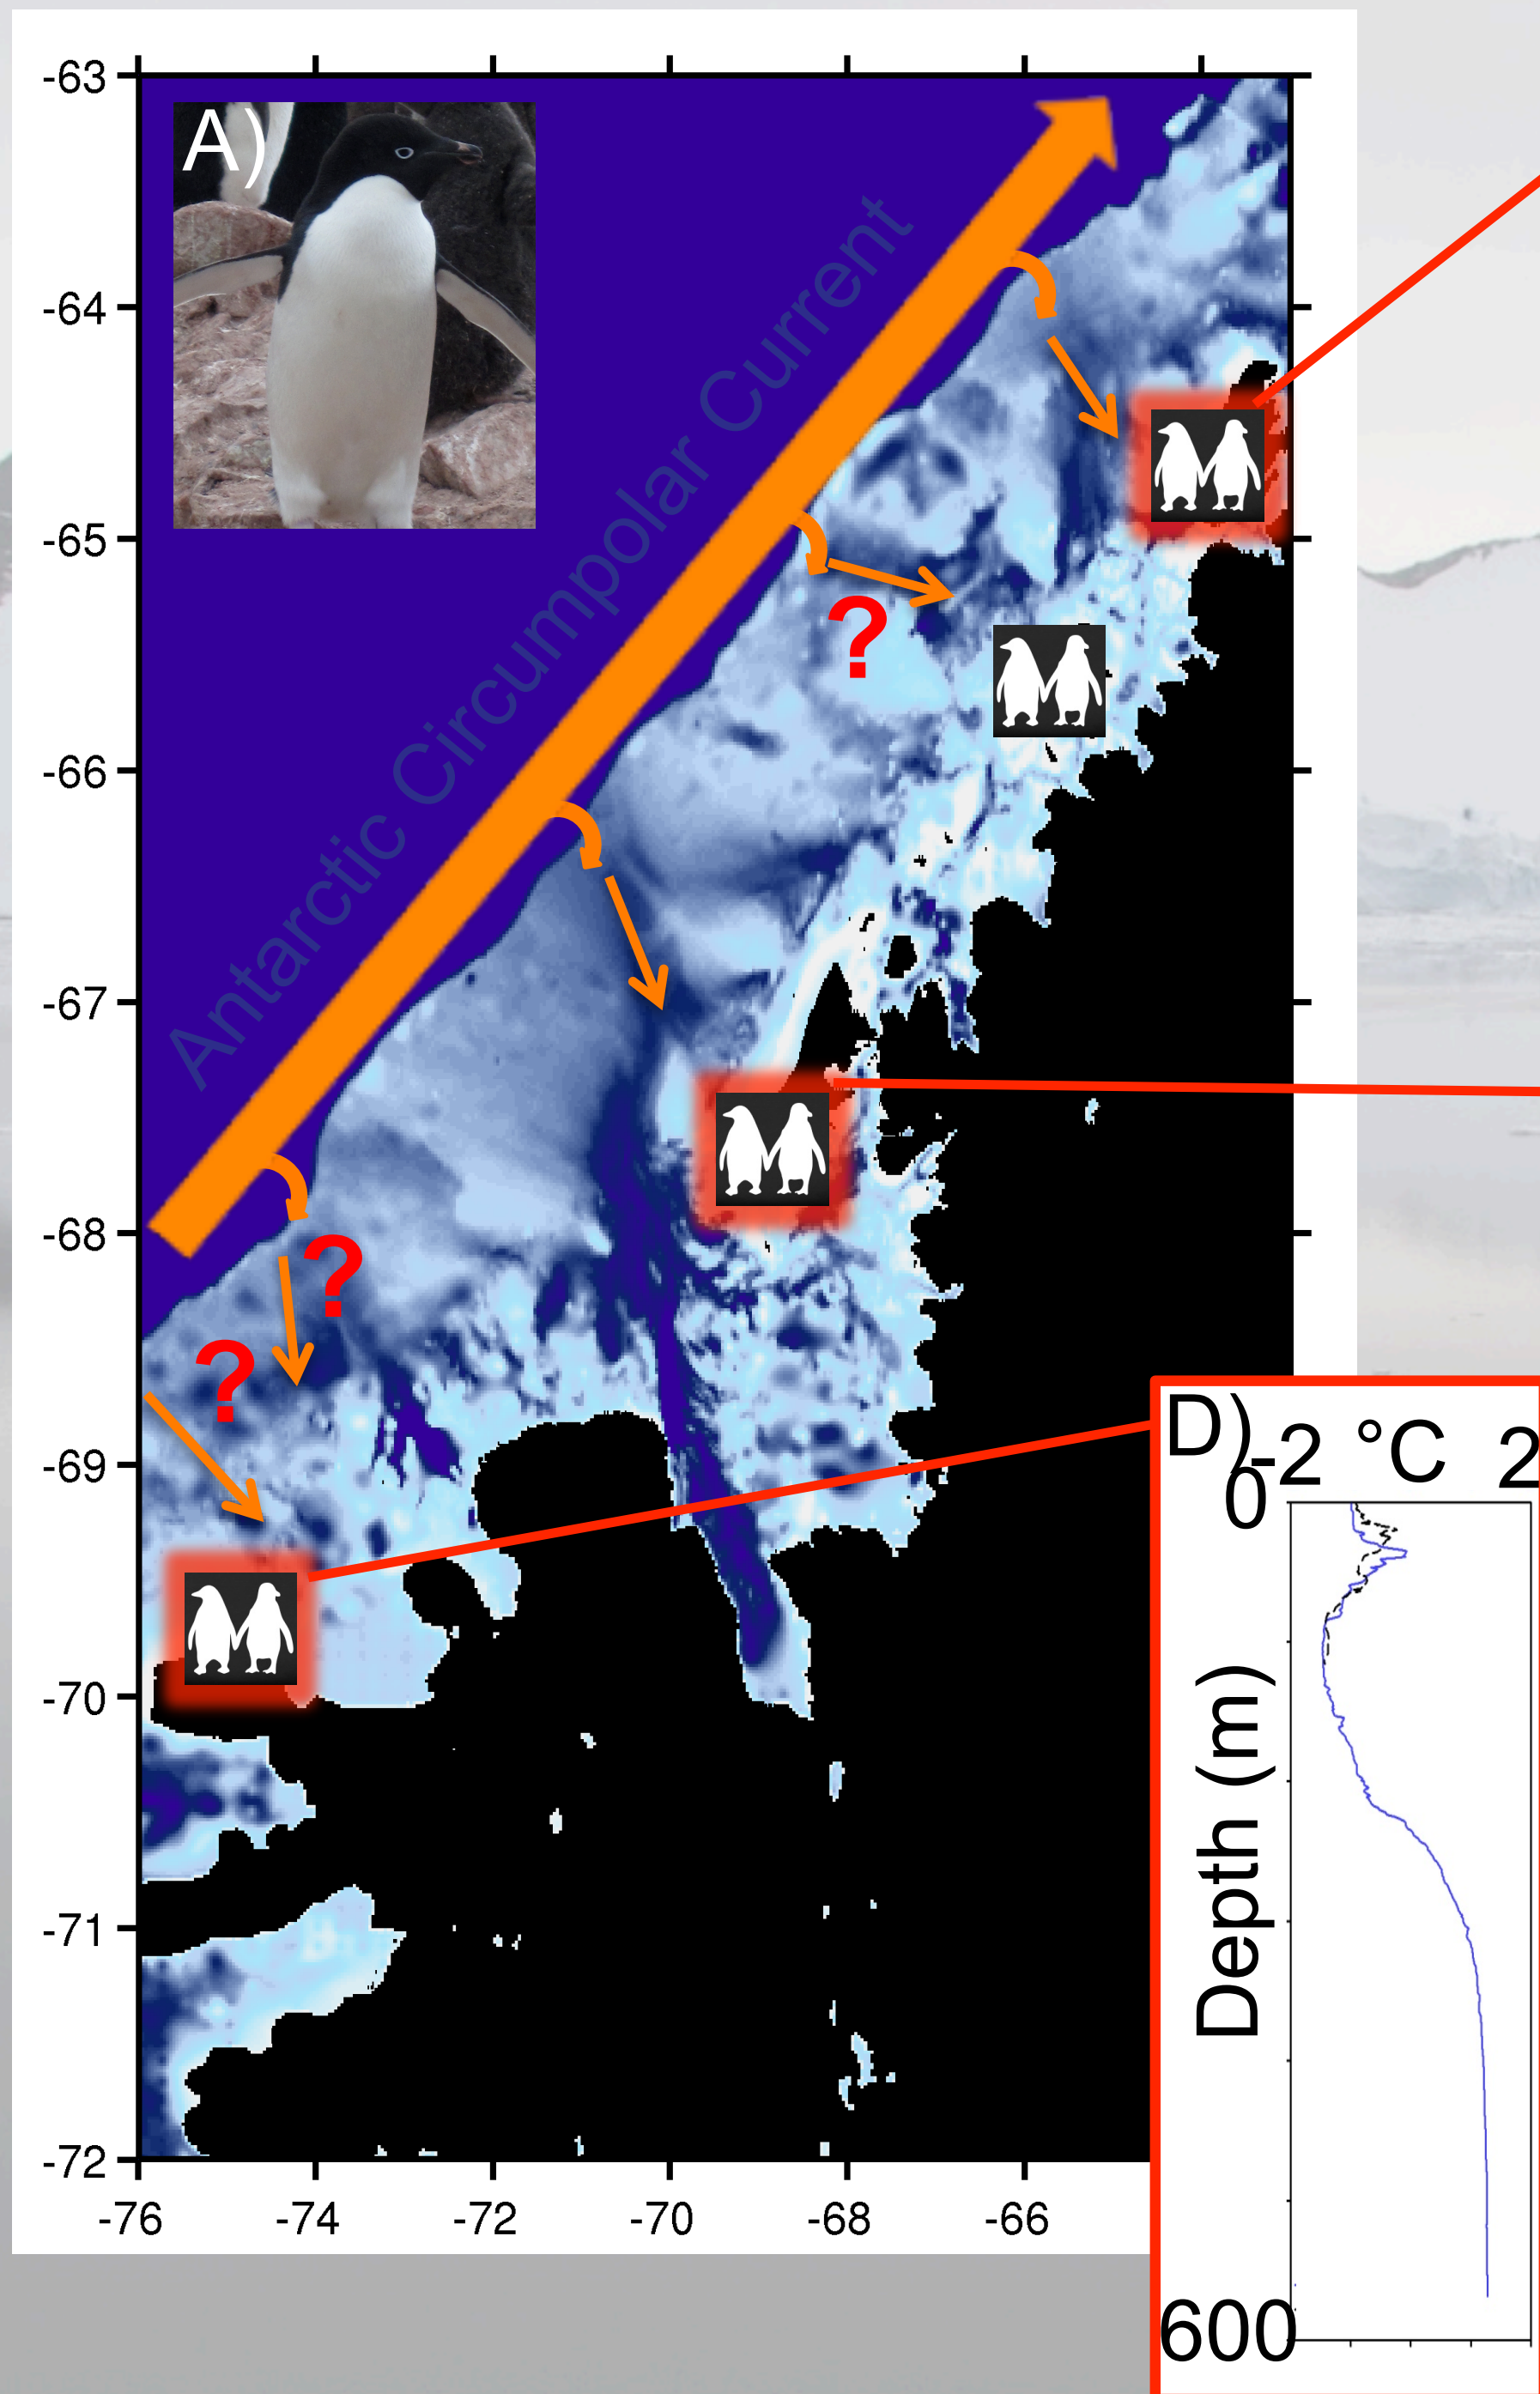 -63
A)
-64
Antarctic Circumpolar Current
-65
?
-66
-67
-68
?
?
-69
D)
-2 °C 2
0
-70
Depth (m)
-71
-72
600
-76 -74 -72 -70 -68 -66